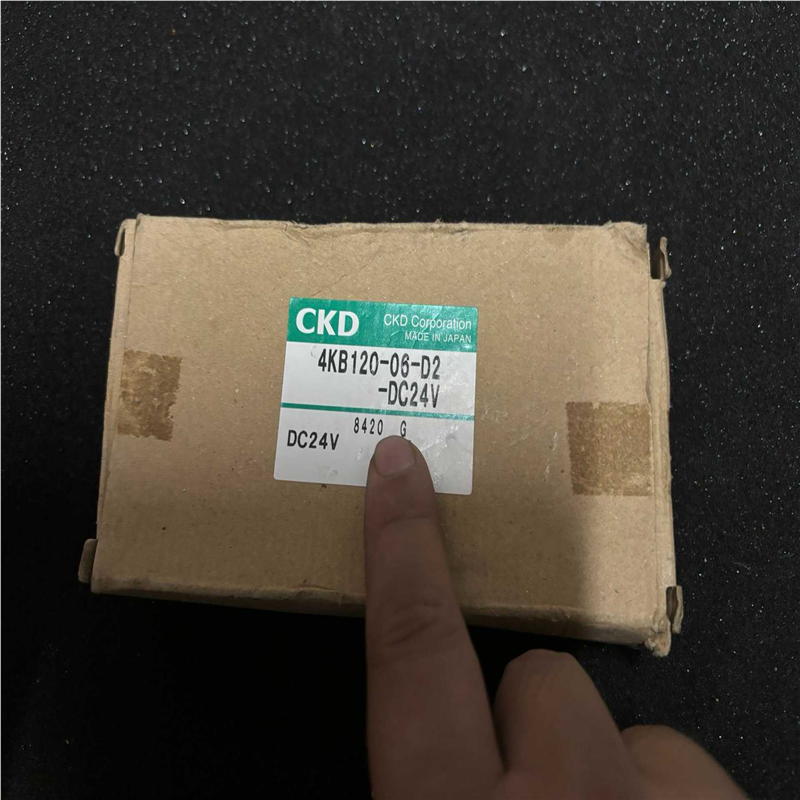 CKD
CKD Corporation
MADE IN JAPAN
4KB120-06-D2
-DC24V
8420 G
DC24V